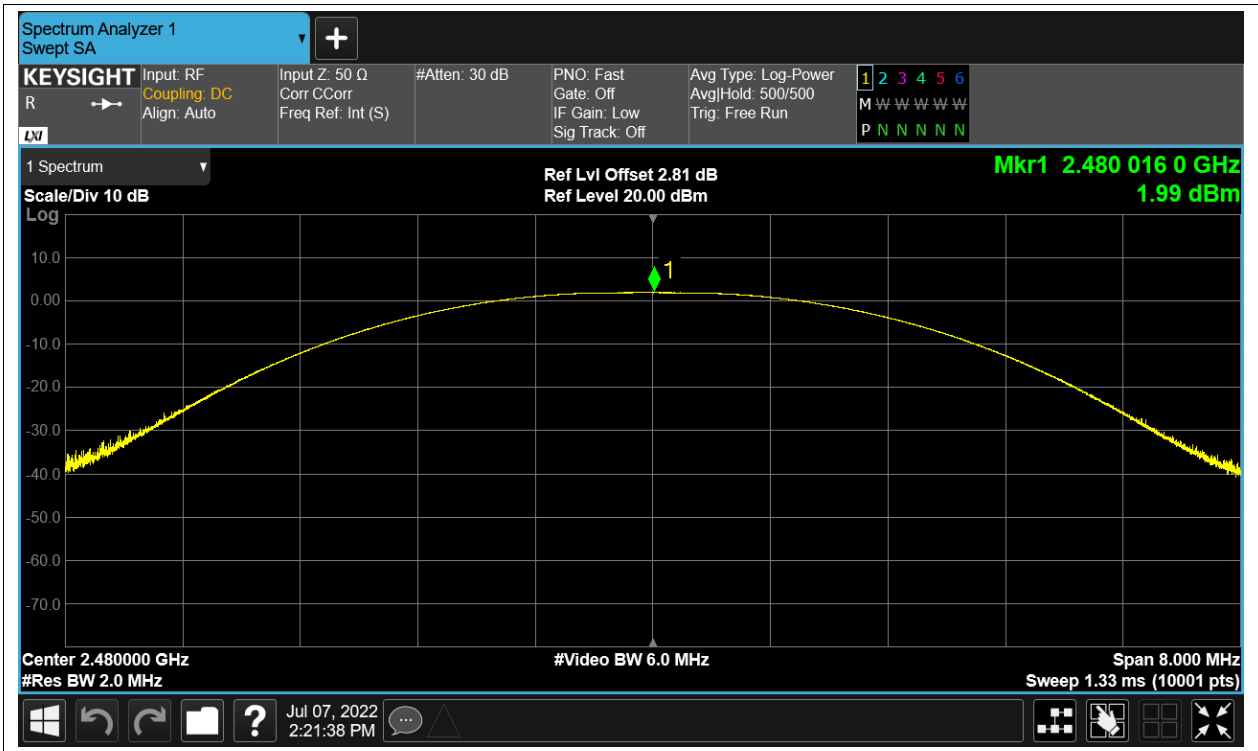 Spectrum Analyzer 1
Swept SA
KEYSIGHT
R
LXI
Input: RF
Coupling: DC
Align: Auto
Input Z: 50 Ω
Corr CCorr
Freq Ref: Int (S)
#Atten: 30 dB
PNO: Fast
Gate: Off
IF Gain: Low
Sig Track: Off
Avg Type: Log-Power
Avg|Hold: 500/500
Trig: Free Run
1 2 3 4 5 6
M W W W W W
P N N N N N
1 Spectrum
Scale/Div 10 dB
Ref Lvl Offset 2.81 dB
Ref Level 20.00 dBm
Mkr1 2.480 016 0 GHz
1.99 dBm
Log
10.0
0.00
-10.0
-20.0
-30.0
-40.0
-50.0
-60.0
-70.0
1
Center 2.480000 GHz
#Res BW 2.0 MHz
#Video BW 6.0 MHz
Span 8.000 MHz
Sweep 1.33 ms (10001 pts)
?
Jul 07, 2022
2:21:38 PM